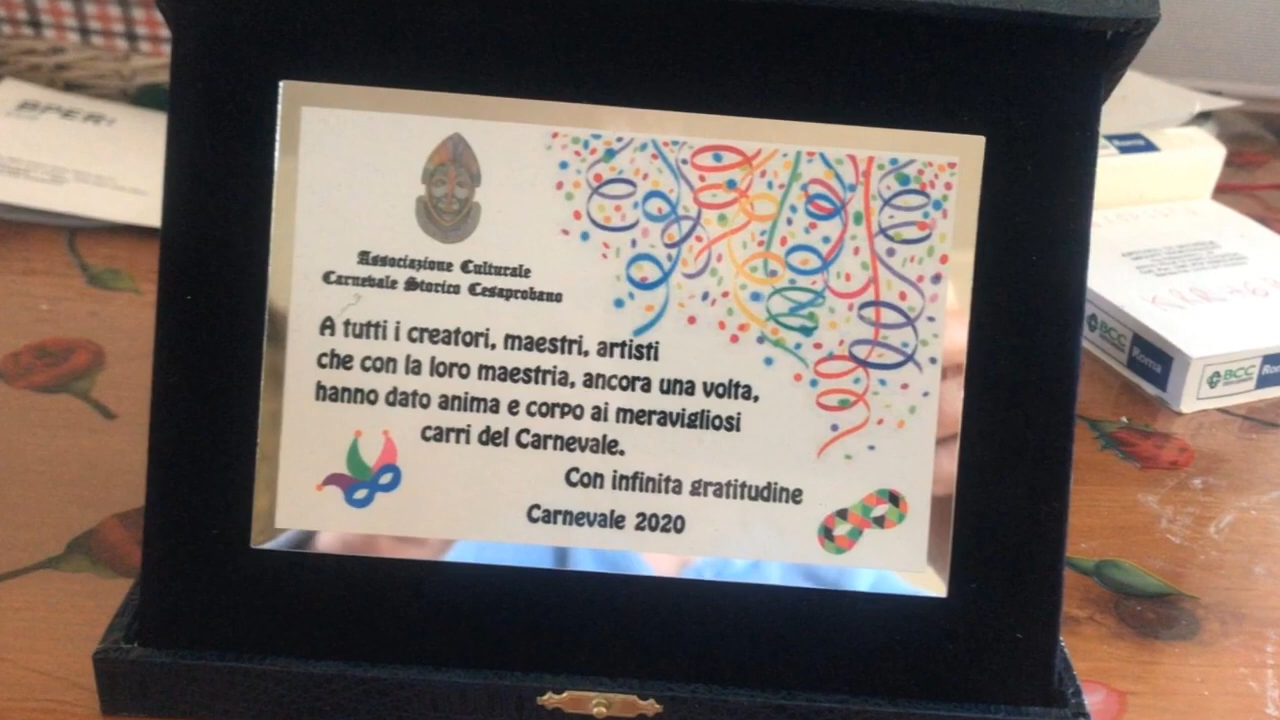 BPER:
Associazione Culturale
Carnevale Storico Cesaprobano
A tutti i creatori, maestri, artisti
che con la loro maestria, ancora una volta,
hanno dato anima e corpo ai meravigliosi
carri del Carnevale.
Con infinita gratitudine
Carnevale 2020
Roma
BCC
Roma
BCC